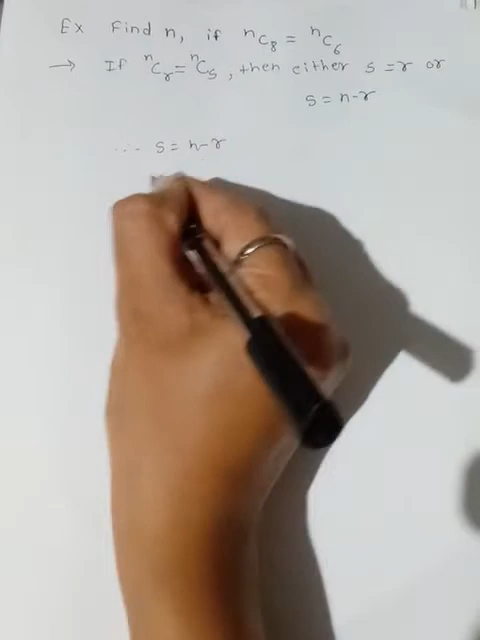 Ex Find n, if ⁿC₈ = ⁿC₆
→ If ⁿCᵣ = ⁿCₛ, then either s = r or
s = n-r
∴ s = n-r